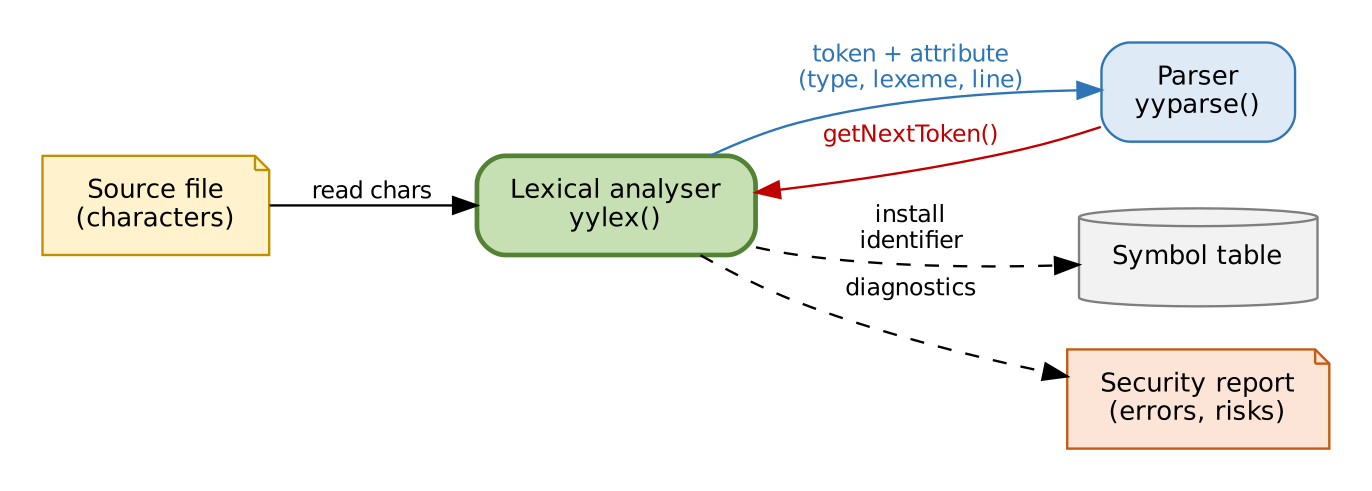 token + attribute
(type, lexeme, line)
Parser
yyparse()
getNextToken()
Source file
(characters)
read chars
Lexical analyser
yylex()
install
identifier
Symbol table
diagnostics
Security report
(errors, risks)